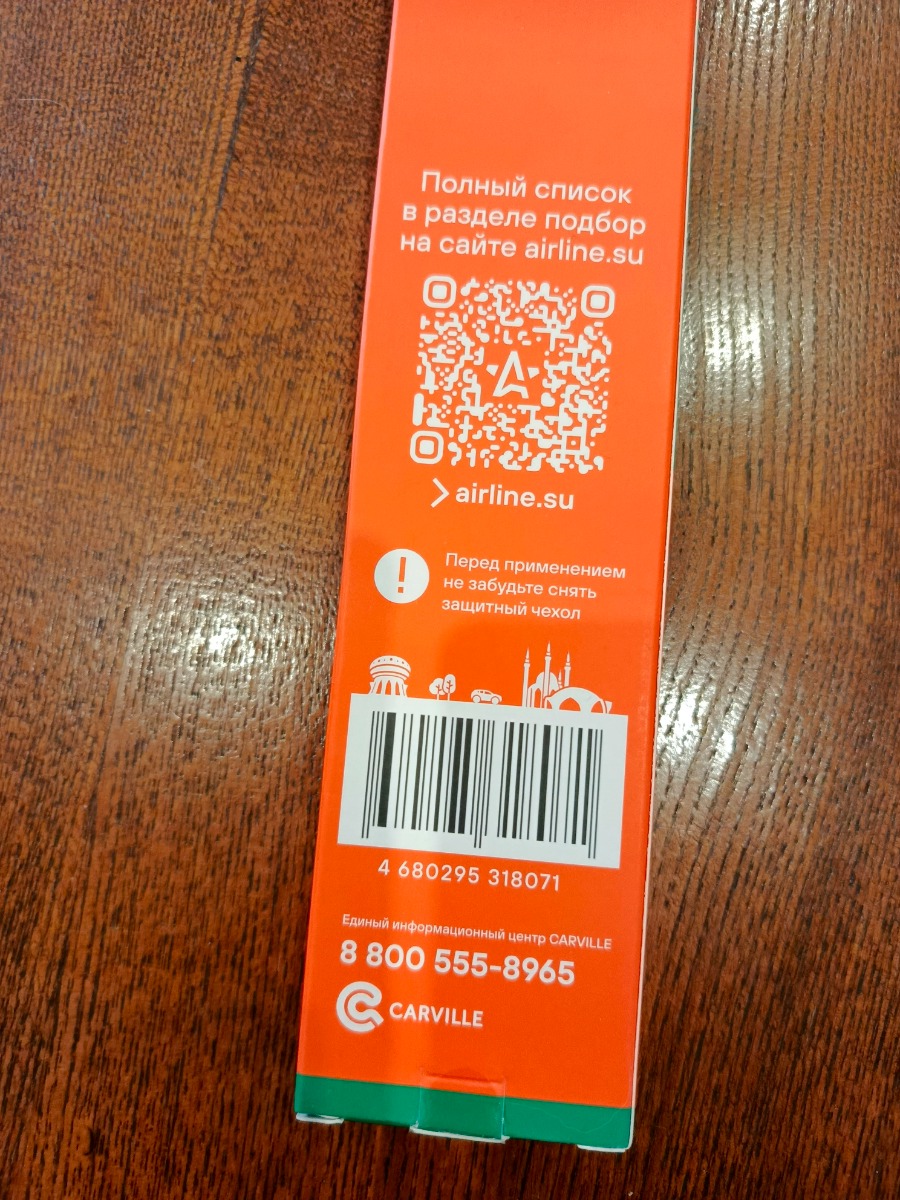 Полный список
в разделе подбор
на сайте airline.su
airline.su
Перед применением
не забудьте снять
защитный чехол
4 680295 318071
Единый информационный центр CARVILLE
8 800 555-8965
CARVILLE